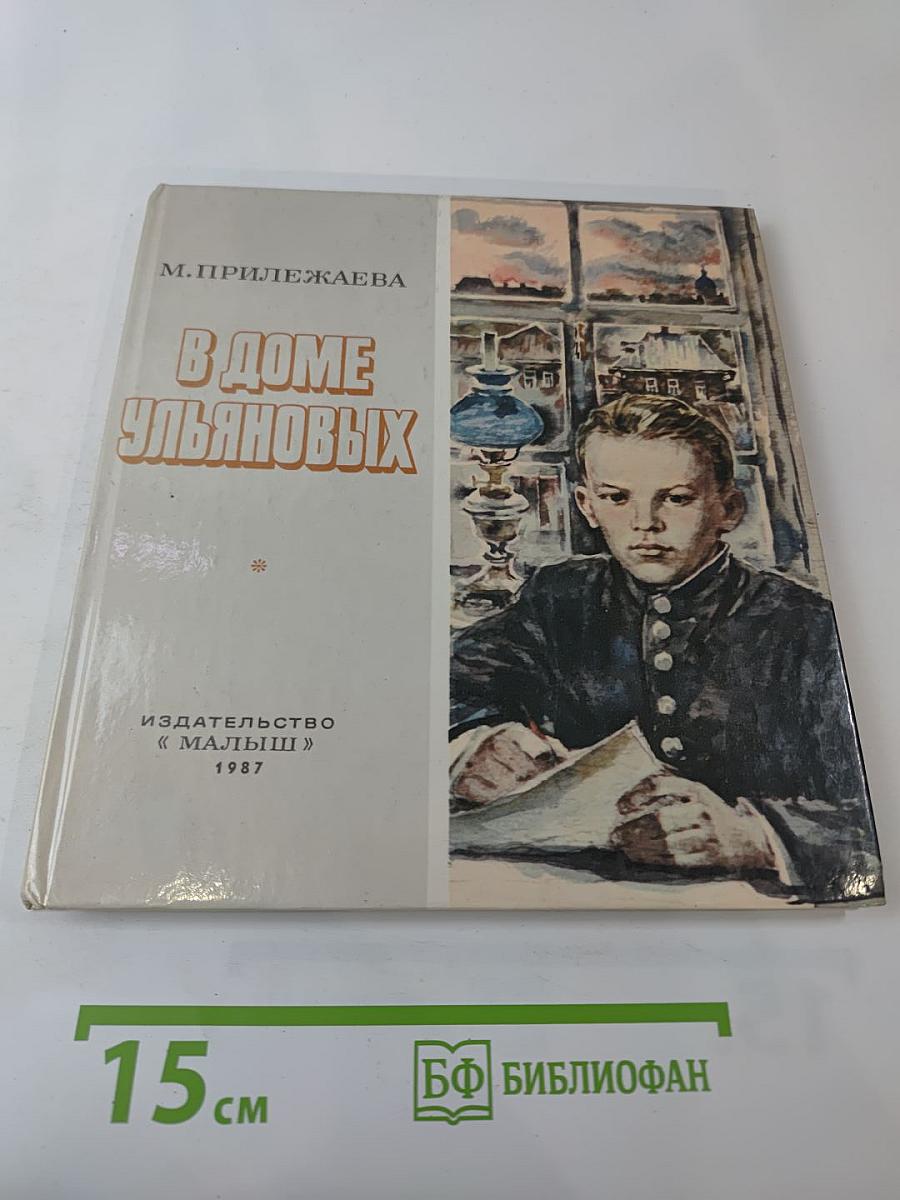 М. ПРИЛЕЖАЕВА
В ДОМЕ
УЛЬЯНОВЫХ
ИЗДАТЕЛЬСТВО
« МАЛЫШ »
1987
15 см
БФ БИБЛИОФАН